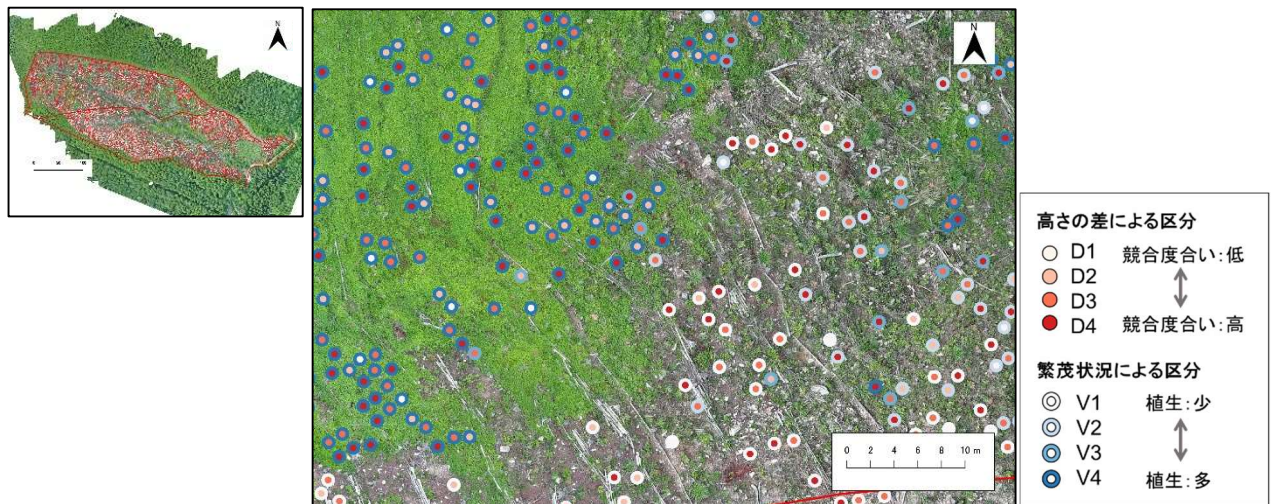 N
N
高さの差による区分
D1 競合度合い:低
D2
D3
D4 競合度合い:高
繁茂状況による区分
V1 植生:少
V2
V3
V4 植生:多
0 2 4 6 8 10 m